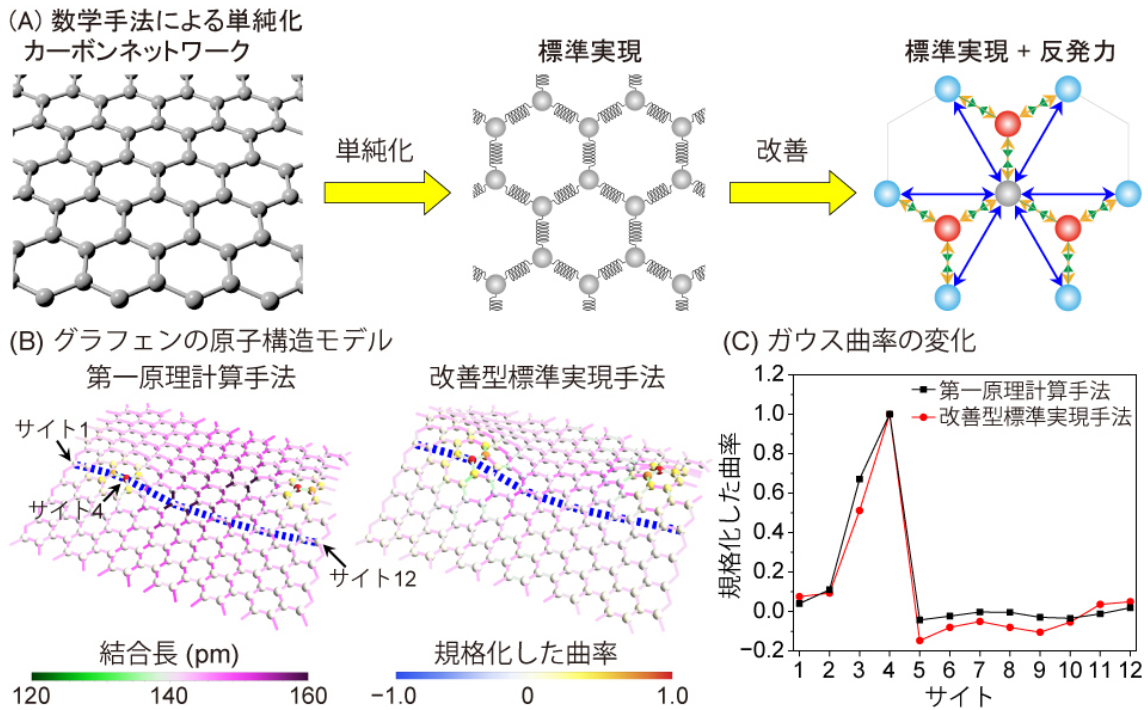 (A) 数学手法による単純化
カーボンネットワーク
標準実現
標準実現 + 反発力
単純化
改善
(B) グラフェンの原子構造モデル
第一原理計算手法
改善型標準実現手法
サイト1
サイト4
サイト12
結合長 (pm)
120 140 160
規格化した曲率
−1.0 0 1.0
(C) ガウス曲率の変化
第一原理計算手法
改善型標準実現手法
規格化した曲率
1.2
1.0
0.8
0.6
0.4
0.2
0.0
−0.2
1 2 3 4 5 6 7 8 9 10 11 12
サイト